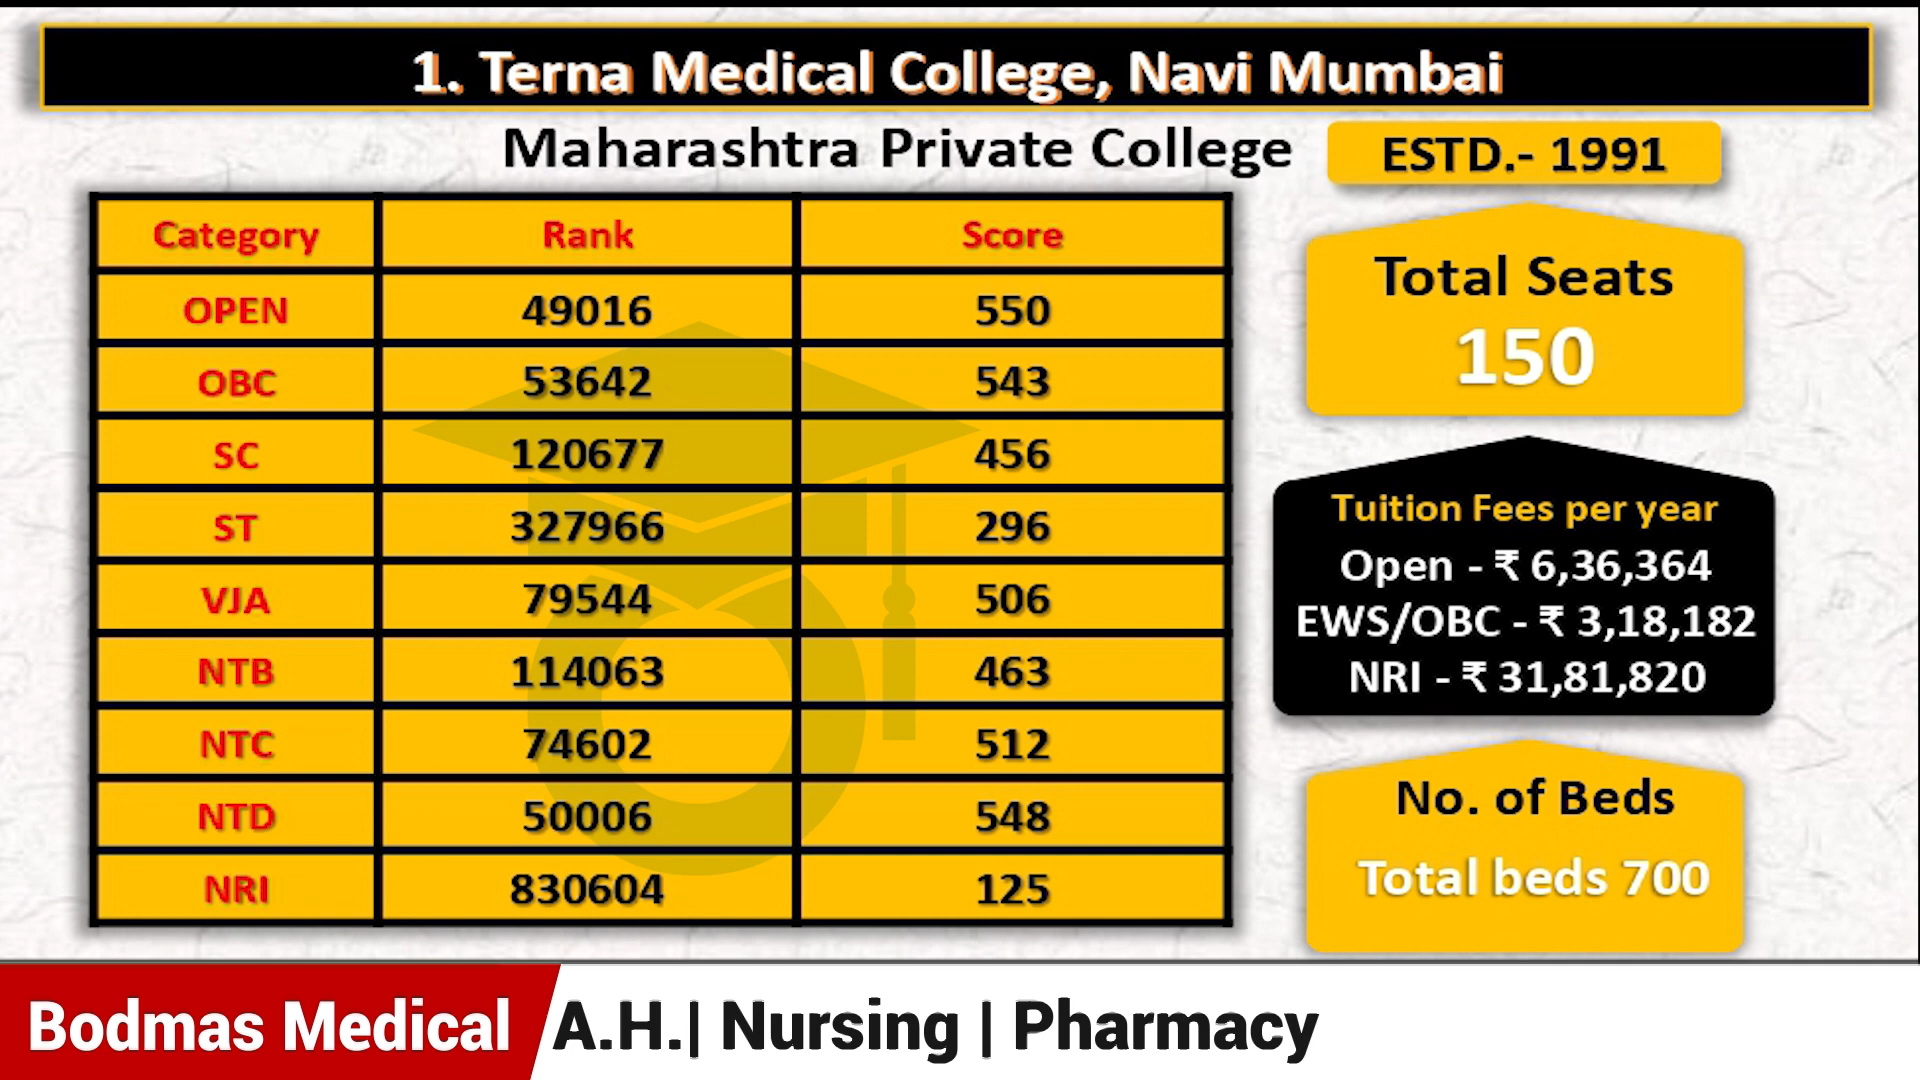 1. Terna Medical College, Navi Mumbai
Maharashtra Private College
ESTD.- 1991
Category Rank Score
OPEN 49016 550
OBC 53642 543
SC 120677 456
ST 327966 296
VJA 79544 506
NTB 114063 463
NTC 74602 512
NTD 50006 548
NRI 830604 125
Total Seats
150
Tuition Fees per year
Open - ₹ 6,36,364
EWS/OBC - ₹ 3,18,182
NRI - ₹ 31,81,820
No. of Beds
Total beds 700
Bodmas Medical A.H.| Nursing | Pharmacy